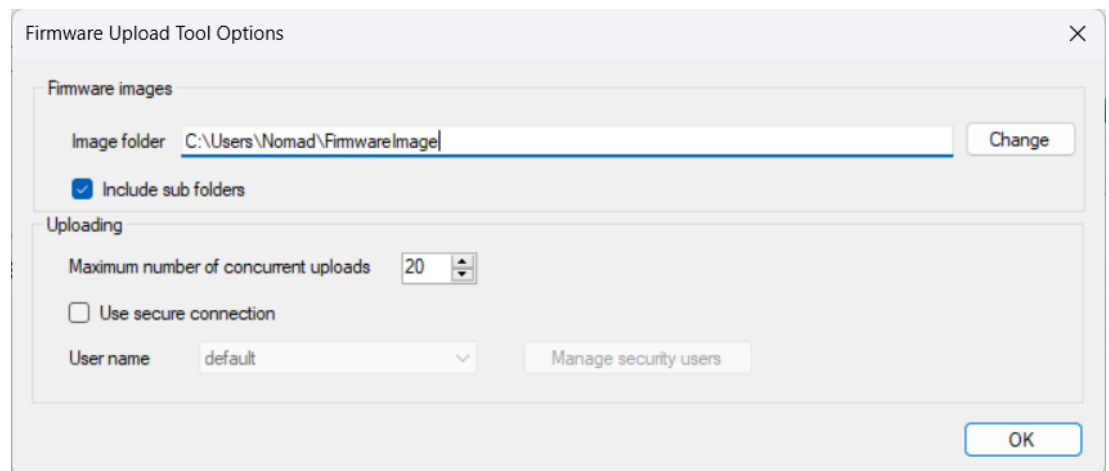 Firmware Upload Tool Options
Firmware images
Image folder C:\Users\Nomad\FirmwareImage Change
Include sub folders
Uploading
Maximum number of concurrent uploads 20
Use secure connection
User name default Manage security users
OK